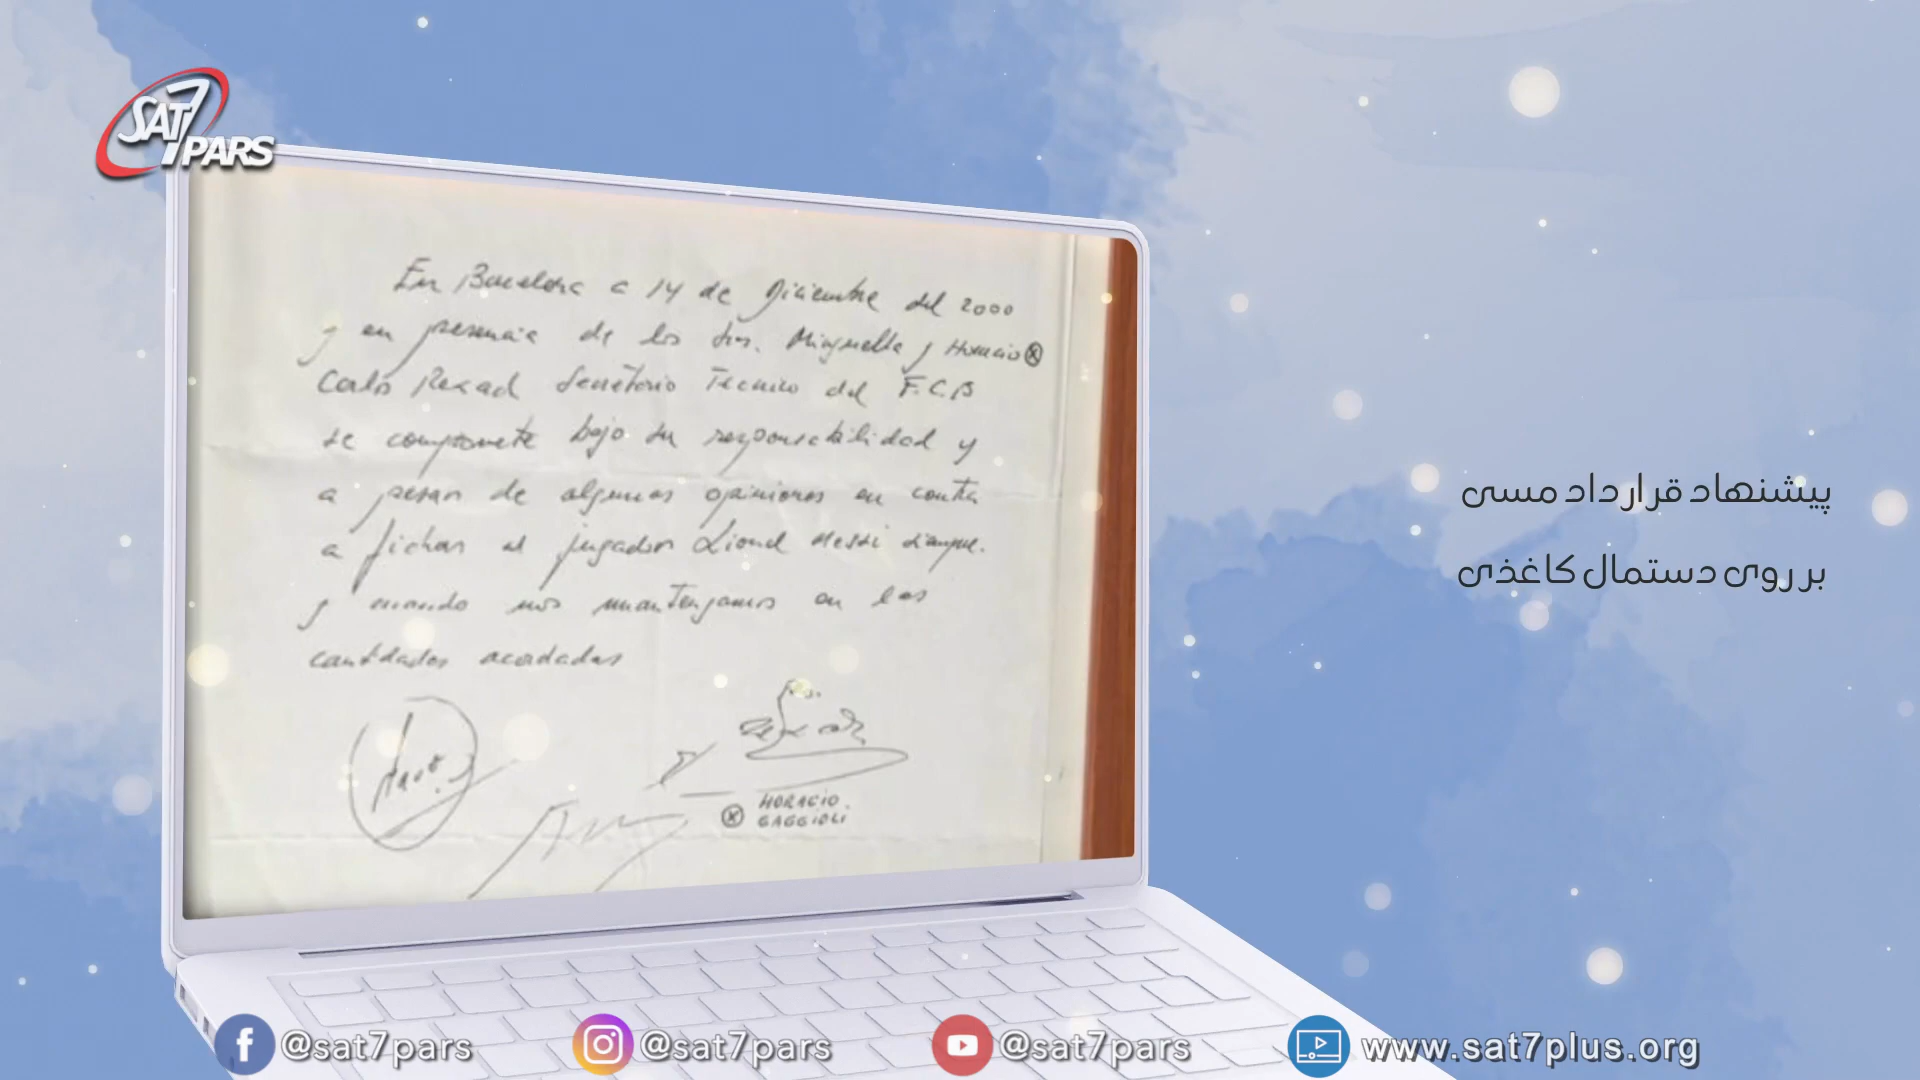 SAT7
PARS
En Barcelona a 14 de Diciembre del 2000
y en presencia de los Srs. Minguella y Horacio ⓧ
Carlos Rexach Secretario Tecnico del F.C.B
se compromete bajo su responsabilidad y
a pesar de algunas opiniones en contra
a fichar al jugador Lionel Messi siempre
y cuando nos mantengamos en las
cantidades acordadas
ⓧ HORACIO
GAGGIOLI
پیشنهاد قرارداد مسی
بر روی دستمال کاغذی
@sat7pars
@sat7pars
@sat7pars
www.sat7plus.org